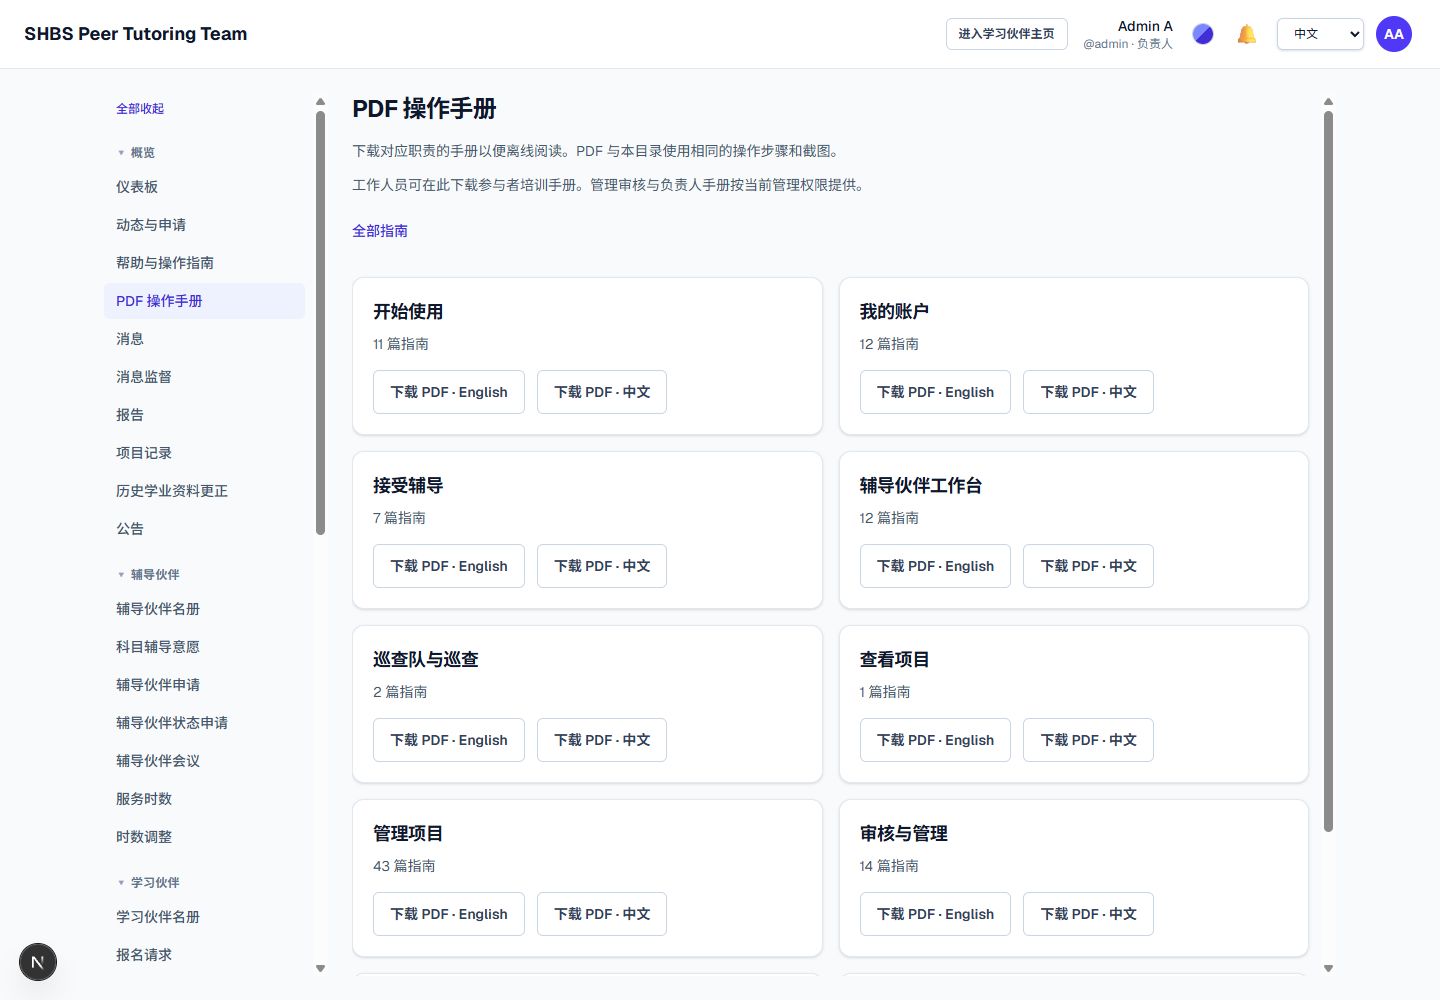 SHBS Peer Tutoring Team
进入学习伙伴主页
Admin A
@admin · 负责人
中文
AA
全部收起
概览
仪表板
动态与申请
帮助与操作指南
PDF 操作手册
消息
消息监督
报告
项目记录
历史学业资料更正
公告
辅导伙伴
辅导伙伴名册
科目辅导意愿
辅导伙伴申请
辅导伙伴状态申请
辅导伙伴会议
服务时数
时数调整
学习伙伴
学习伙伴名册
报名请求
N
PDF 操作手册
下载对应职责的手册以便离线阅读。PDF 与本目录使用相同的操作步骤和截图。
工作人员可在此下载参与者培训手册。管理审核与负责人手册按当前管理权限提供。
全部指南
开始使用
11 篇指南
下载 PDF · English
下载 PDF · 中文
我的账户
12 篇指南
下载 PDF · English
下载 PDF · 中文
接受辅导
7 篇指南
下载 PDF · English
下载 PDF · 中文
辅导伙伴工作台
12 篇指南
下载 PDF · English
下载 PDF · 中文
巡查队与巡查
2 篇指南
下载 PDF · English
下载 PDF · 中文
查看项目
1 篇指南
下载 PDF · English
下载 PDF · 中文
管理项目
43 篇指南
下载 PDF · English
下载 PDF · 中文
审核与管理
14 篇指南
下载 PDF · English
下载 PDF · 中文